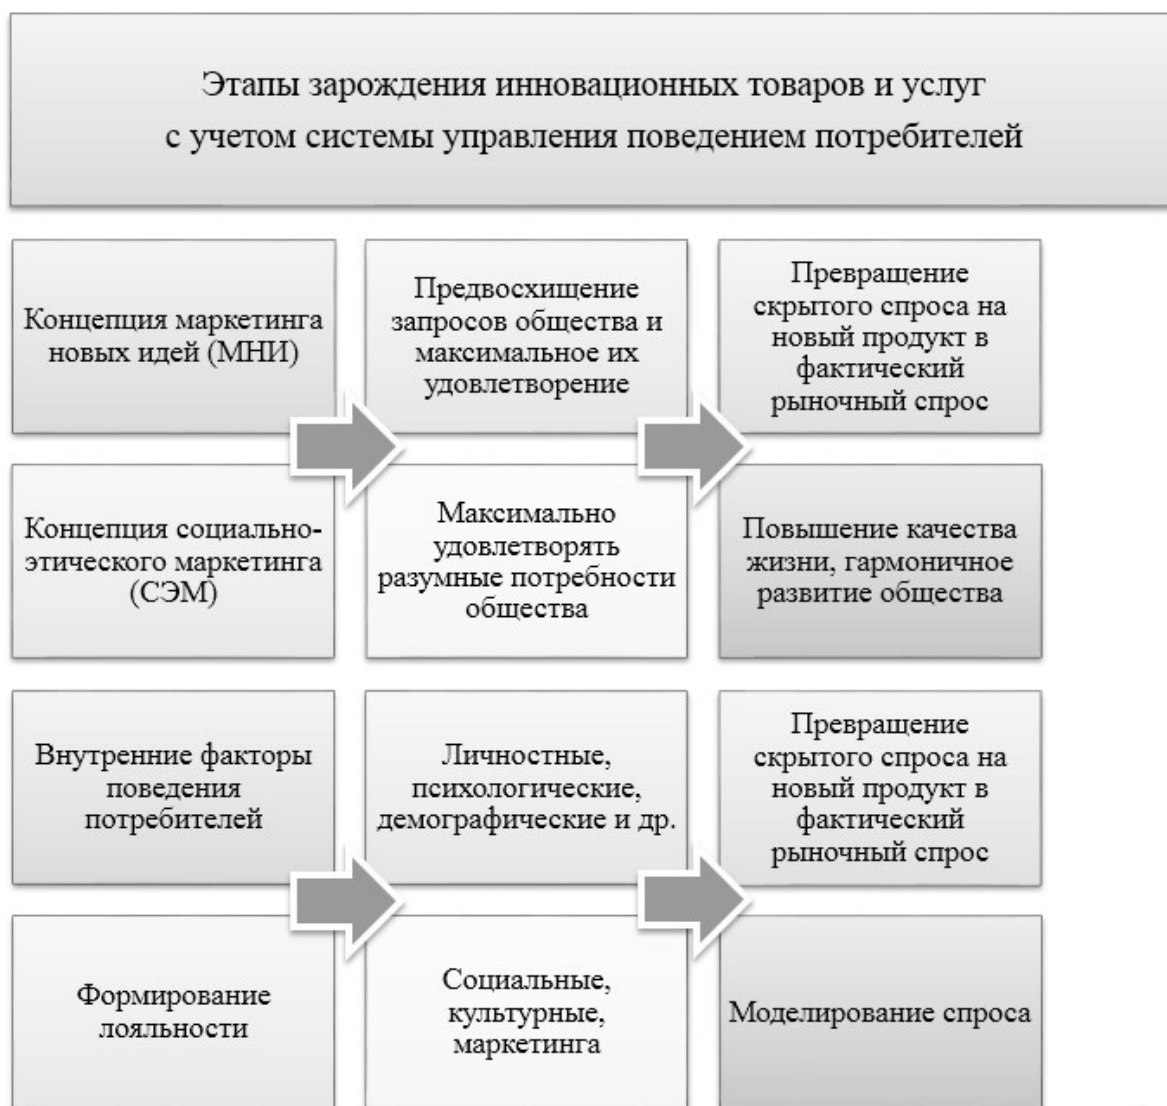 Этапы зарождения инновационных товаров и услуг
с учетом системы управления поведением потребителей
Концепция маркетинга
новых идей (МНИ)
Предвосхищение
запросов общества и
максимальное их
удовлетворение
Превращение
скрытого спроса на
новый продукт в
фактический
рыночный спрос
Концепция социально-
этического маркетинга
(СЭМ)
Максимально
удовлетворять
разумные потребности
общества
Повышение качества
жизни, гармоничное
развитие общества
Внутренние факторы
поведения
потребителей
Личностные,
психологические,
демографические и др.
Превращение
скрытого спроса на
новый продукт в
фактический
рыночный спрос
Формирование
лояльности
Социальные,
культурные,
маркетинга
Моделирование спроса